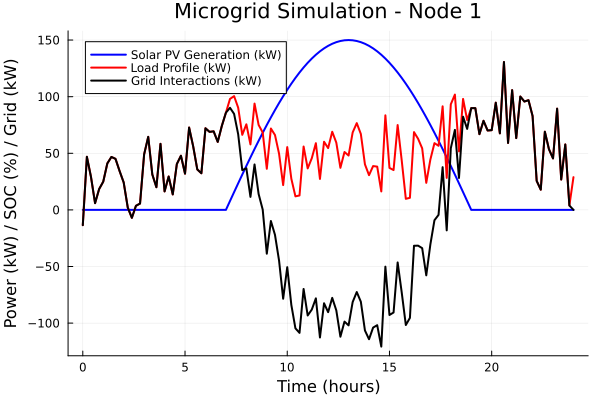 Microgrid Simulation - Node 1
Power (kW) / SOC (%) / Grid (kW)
150
100
50
0
−50
−100
Solar PV Generation (kW)
Load Profile (kW)
Grid Interactions (kW)
0 5 10 15 20
Time (hours)